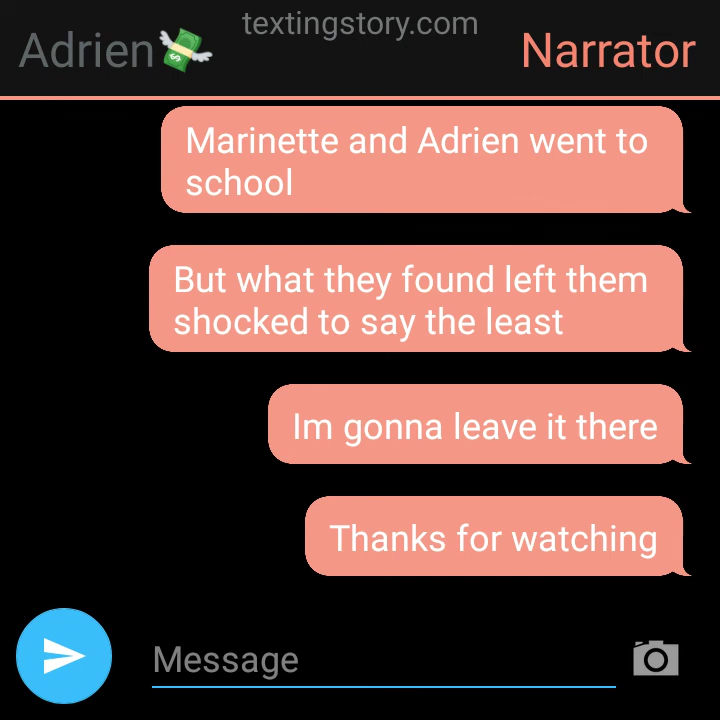 textingstory.com
Adrien💸
Narrator
Marinette and Adrien went to
school
But what they found left them
shocked to say the least
Im gonna leave it there
Thanks for watching
Message